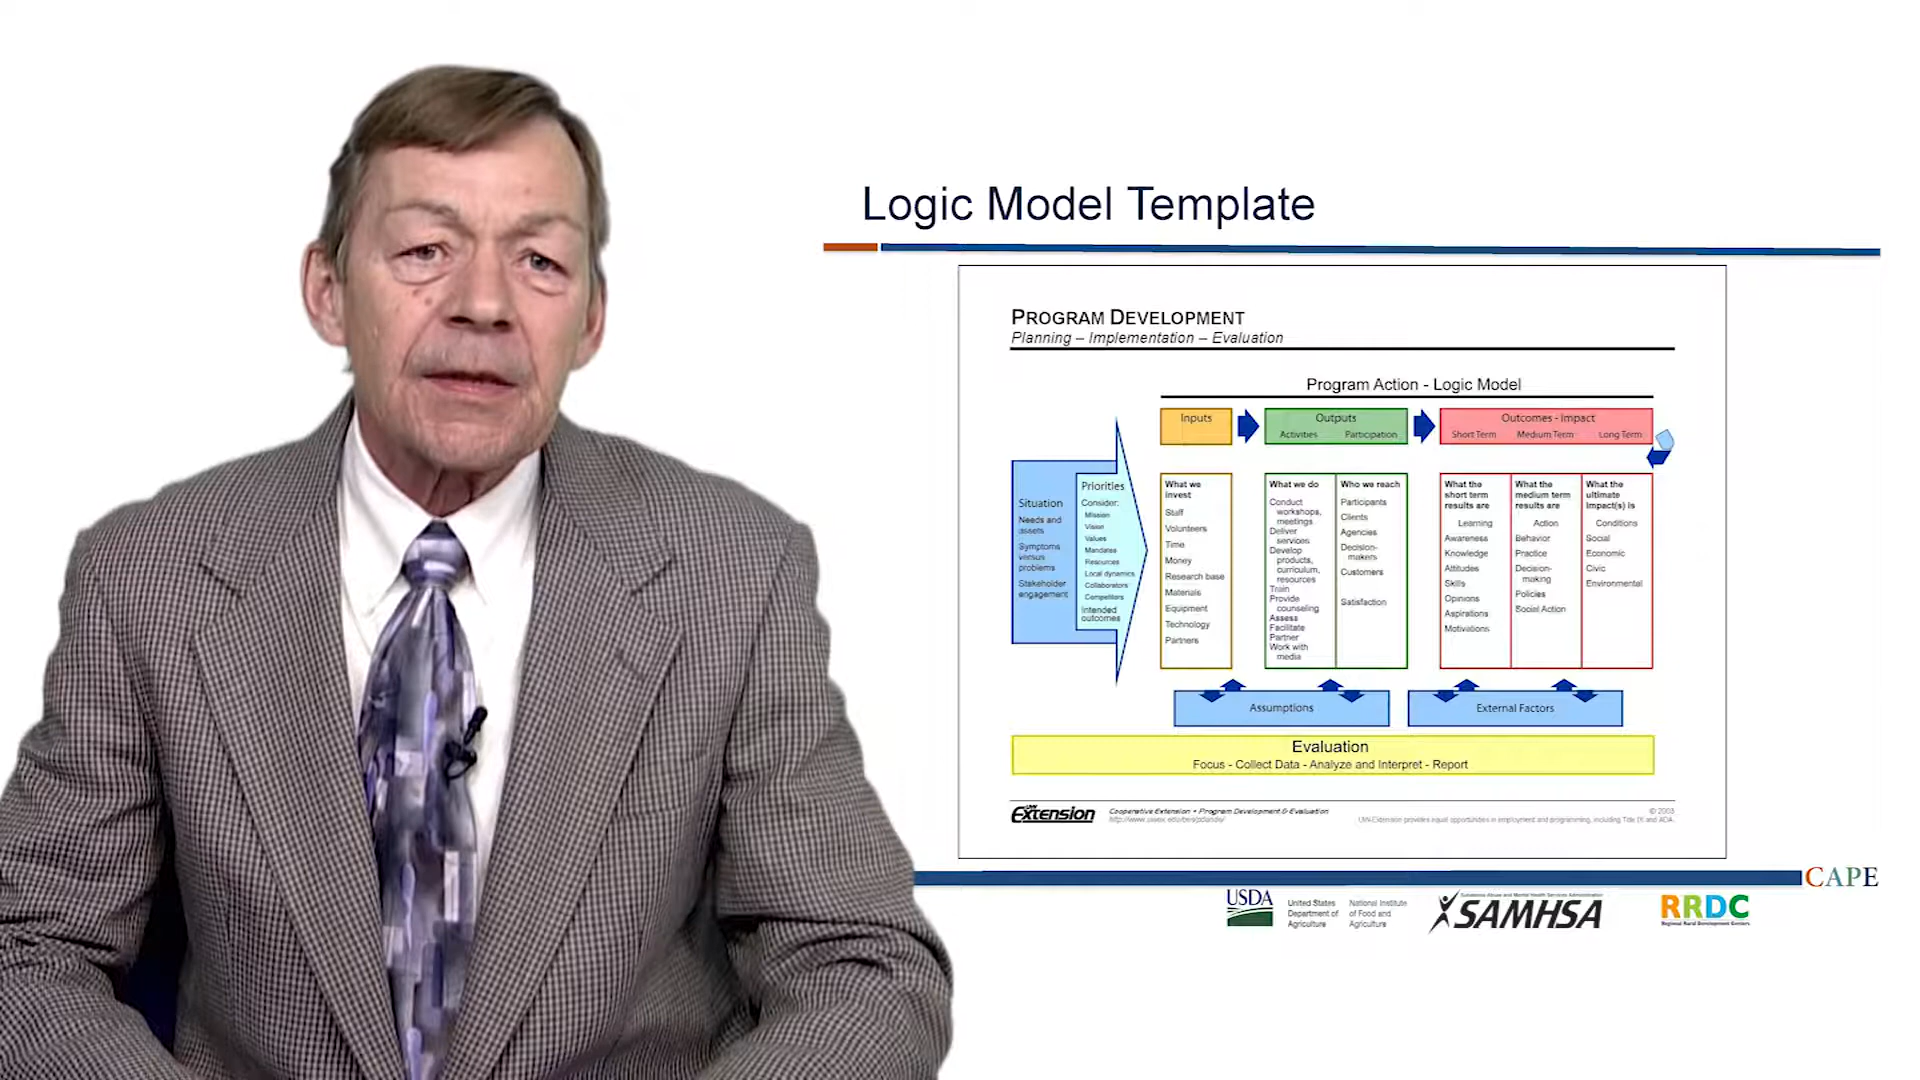 Logic Model Template
PROGRAM DEVELOPMENT
Planning – Implementation – Evaluation
Program Action - Logic Model
Inputs
Outputs
Activities Participation
Outcomes - Impact
Short Term Medium Term Long Term
Situation
Needs and
assets
Symptoms
versus
problems
Stakeholder
engagement
Priorities
Consider:
Mission
Vision
Values
Mandates
Resources
Local dynamics
Collaborators
Competitors
Intended
outcomes
What we
invest
Staff
Volunteers
Time
Money
Research base
Materials
Equipment
Technology
Partners
What we do
Conduct
workshops,
meetings
Deliver
services
Develop
products,
curriculum,
resources
Train
Provide
counseling
Assess
Facilitate
Partner
Work with
media
Who we reach
Participants
Clients
Agencies
Decision-
makers
Customers
Satisfaction
What the
short term
results are
Learning
Awareness
Knowledge
Attitudes
Skills
Opinions
Aspirations
Motivations
What the
medium term
results are
Action
Behavior
Practice
Decision-
making
Policies
Social Action
What the
ultimate
impact(s) is
Conditions
Social
Economic
Civic
Environmental
Assumptions
External Factors
Evaluation
Focus - Collect Data - Analyze and Interpret - Report
Extension
Cooperative Extension • Program Development & Evaluation
© 2003
UW-Extension provides equal opportunities in employment and programming, including Title IX and ADA.
CAPE
USDA
United States
Department of
Agriculture
National Institute
of Food and
Agriculture
Substance Abuse and Mental Health Services Administration
SAMHSA
RRDC
Regional Rural Development Centers